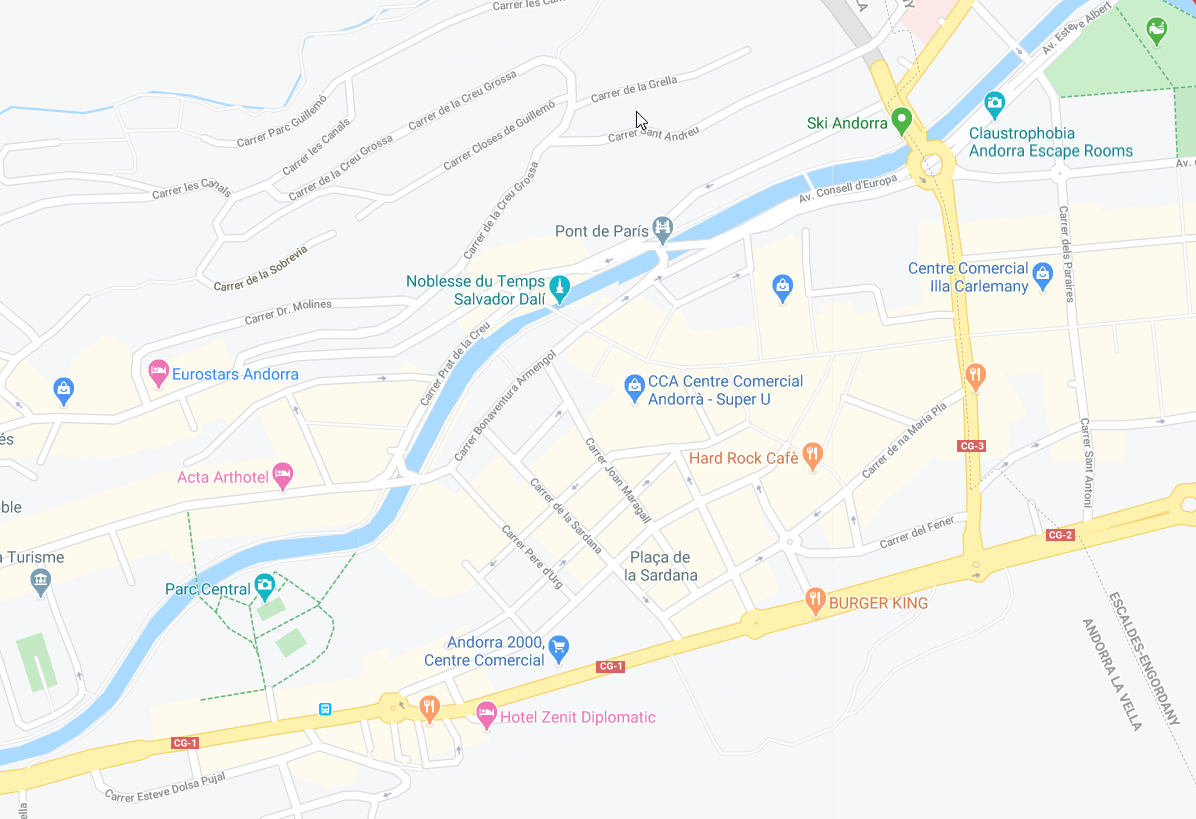 Carrer les Can
Av. Esteve Albert
Carrer de la Creu Grossa
Carrer de la Grella
Carrer Parc Guillemó
Carrer les Canals
Carrer Closes de Guillemó
Carrer Sant Andreu
Ski Andorra
Claustrophobia
Andorra Escape Rooms
Carrer de la Creu Grossa
Carrer les Canals
Av. Consell d'Europa
Av.
Carrer de la Creu Grossa
Pont de París
Carrer dels Paraires
Carrer de la Sobrevia
Noblesse du Temps
Salvador Dalí
Centre Comercial
Illa Carlemany
Carrer Dr. Molines
Carrer Prat de la Creu
Eurostars Andorra
CCA Centre Comercial
Andorrà - Super U
Carrer Bonaventura Armengol
Carrer de na Maria Pla
és
CG-3
Hard Rock Cafè
Carrer Joan Maragall
Carrer Sant Antoni
Acta Arthotel
Carrer de la Sardana
oble
Carrer Pere d'Urg
Carrer del Fener
CG-2
a Turisme
Plaça de
la Sardana
Parc Central
BURGER KING
ESCALDES-ENGORDANY
ANDORRA LA VELLA
Andorra 2000,
Centre Comercial
CG-1
Hotel Zenit Diplomatic
CG-1
Carrer Esteve Dolsa Pujal
ella